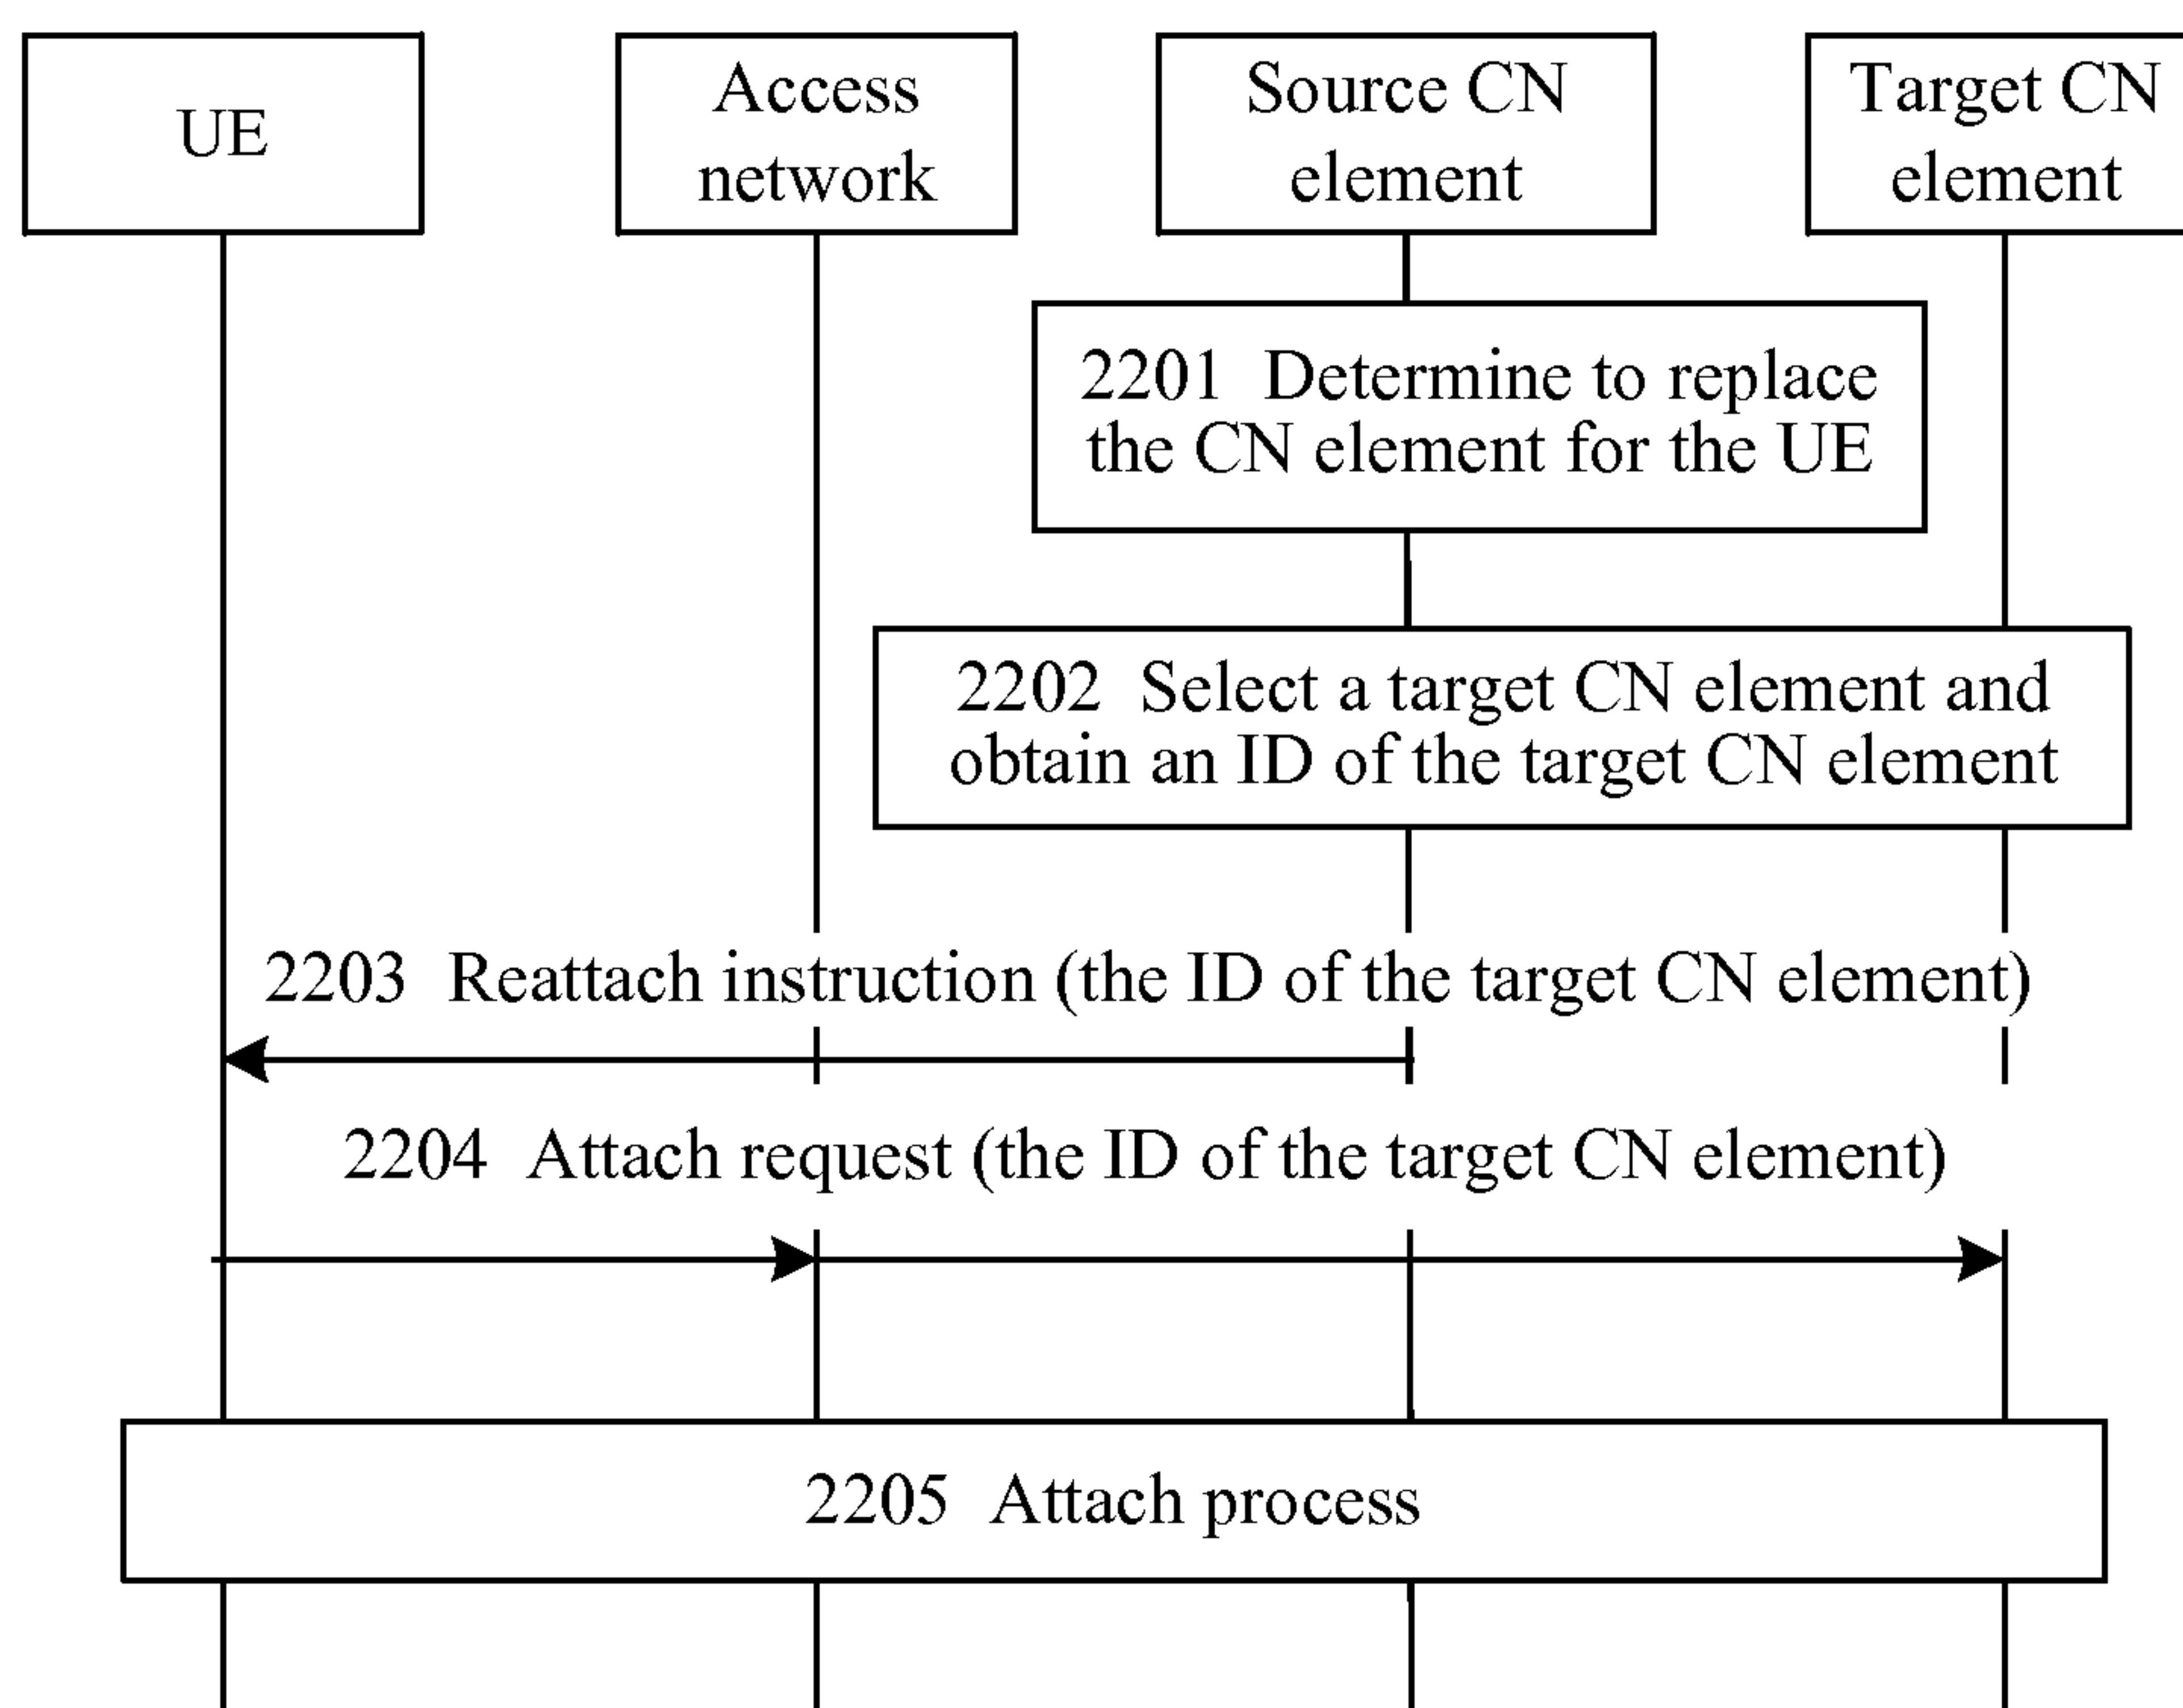 UE
Access
network
Source CN
element
Target CN
element
2201 Determine to replace
the CN element for the UE
2202 Select a target CN element and
obtain an ID of the target CN element
2203 Reattach instruction (the ID of the target CN element)
2204 Attach request (the ID of the target CN element)
2205 Attach process